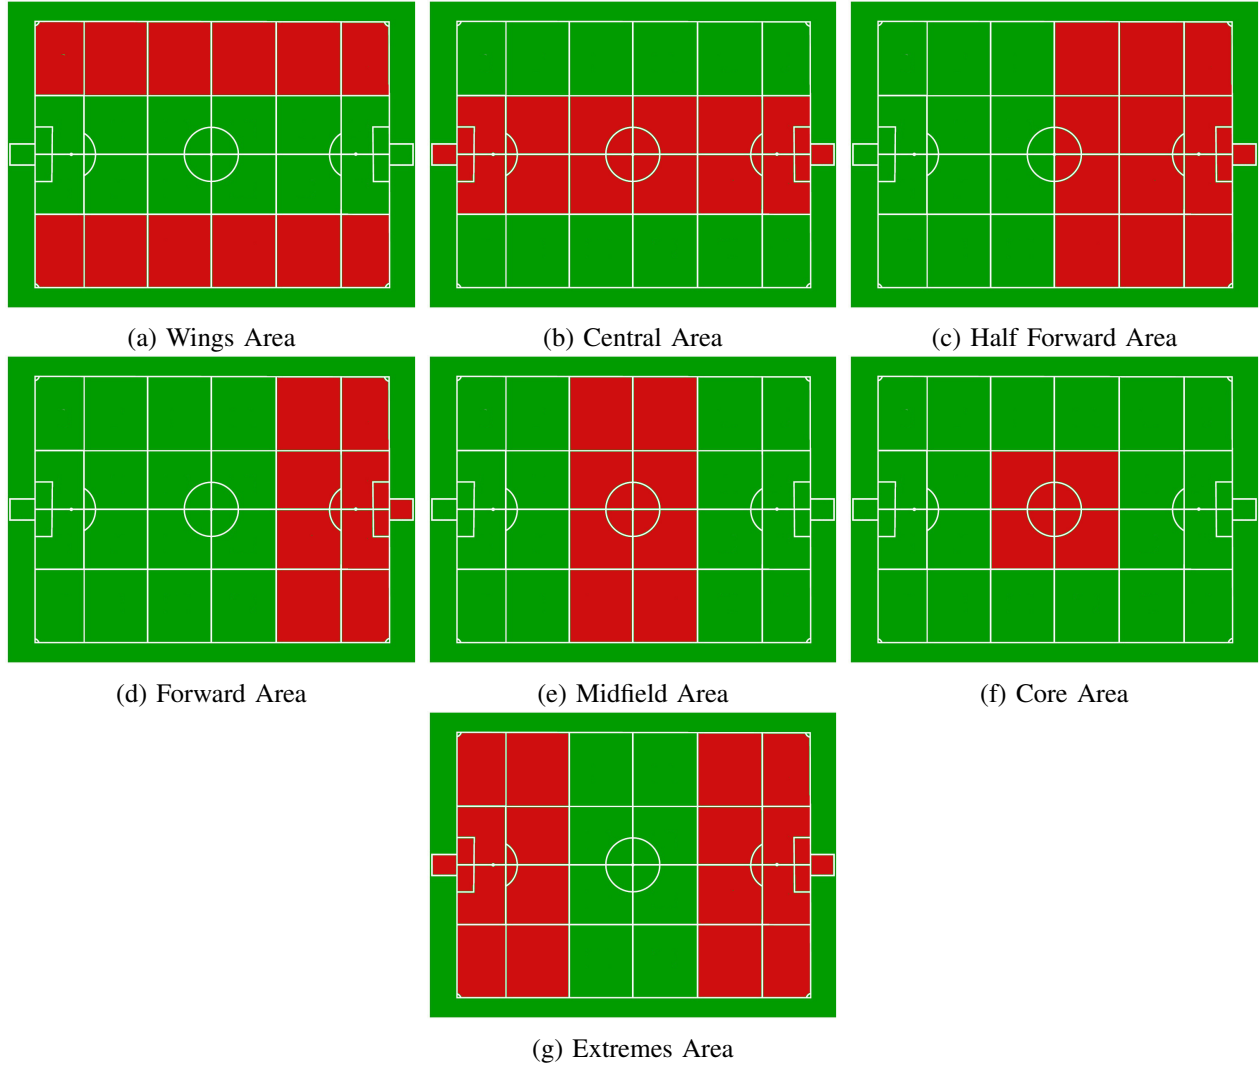 (a) Wings Area
(b) Central Area
(c) Half Forward Area
(d) Forward Area
(e) Midfield Area
(f) Core Area
(g) Extremes Area